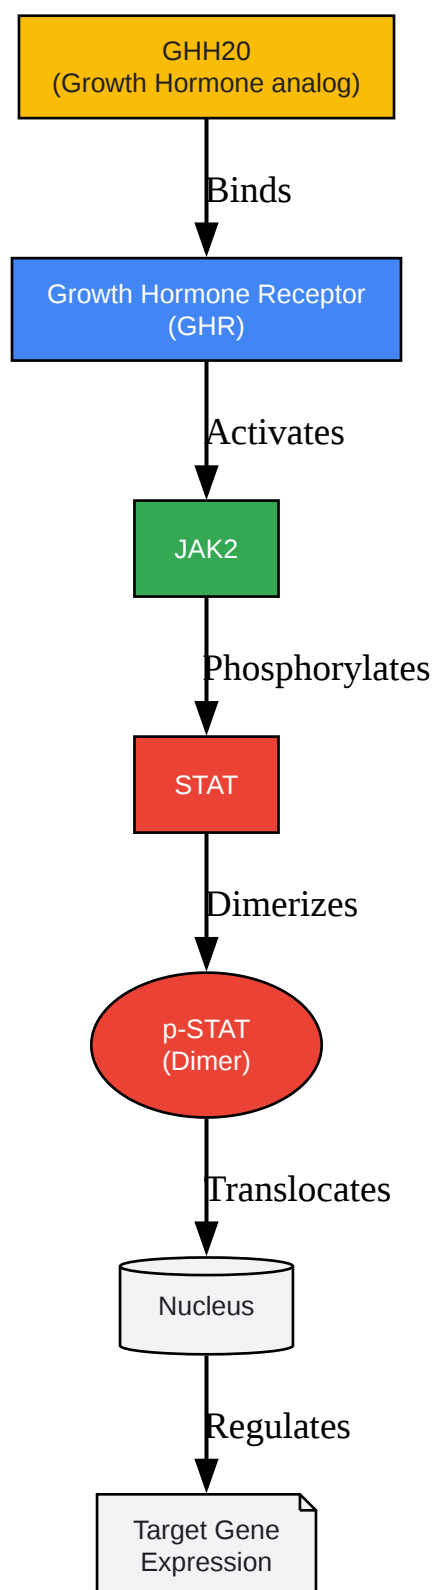 GHH20
(Growth Hormone analog)
Binds
Growth Hormone Receptor
(GHR)
Activates
JAK2
Phosphorylates
STAT
Dimerizes
p-STAT
(Dimer)
Translocates
Nucleus
Regulates
Target Gene
Expression